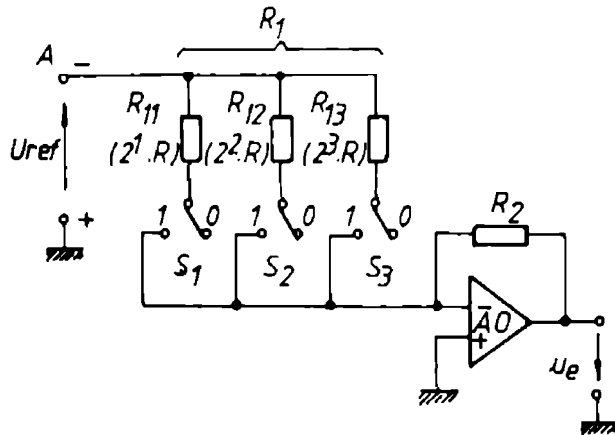 R1
A -
R11 R12 R13
(2¹·R) (2²·R) (2³·R)
Uref
+
1 0 1 0 1 0
S1 S2 S3
R2
- AO
+
ue